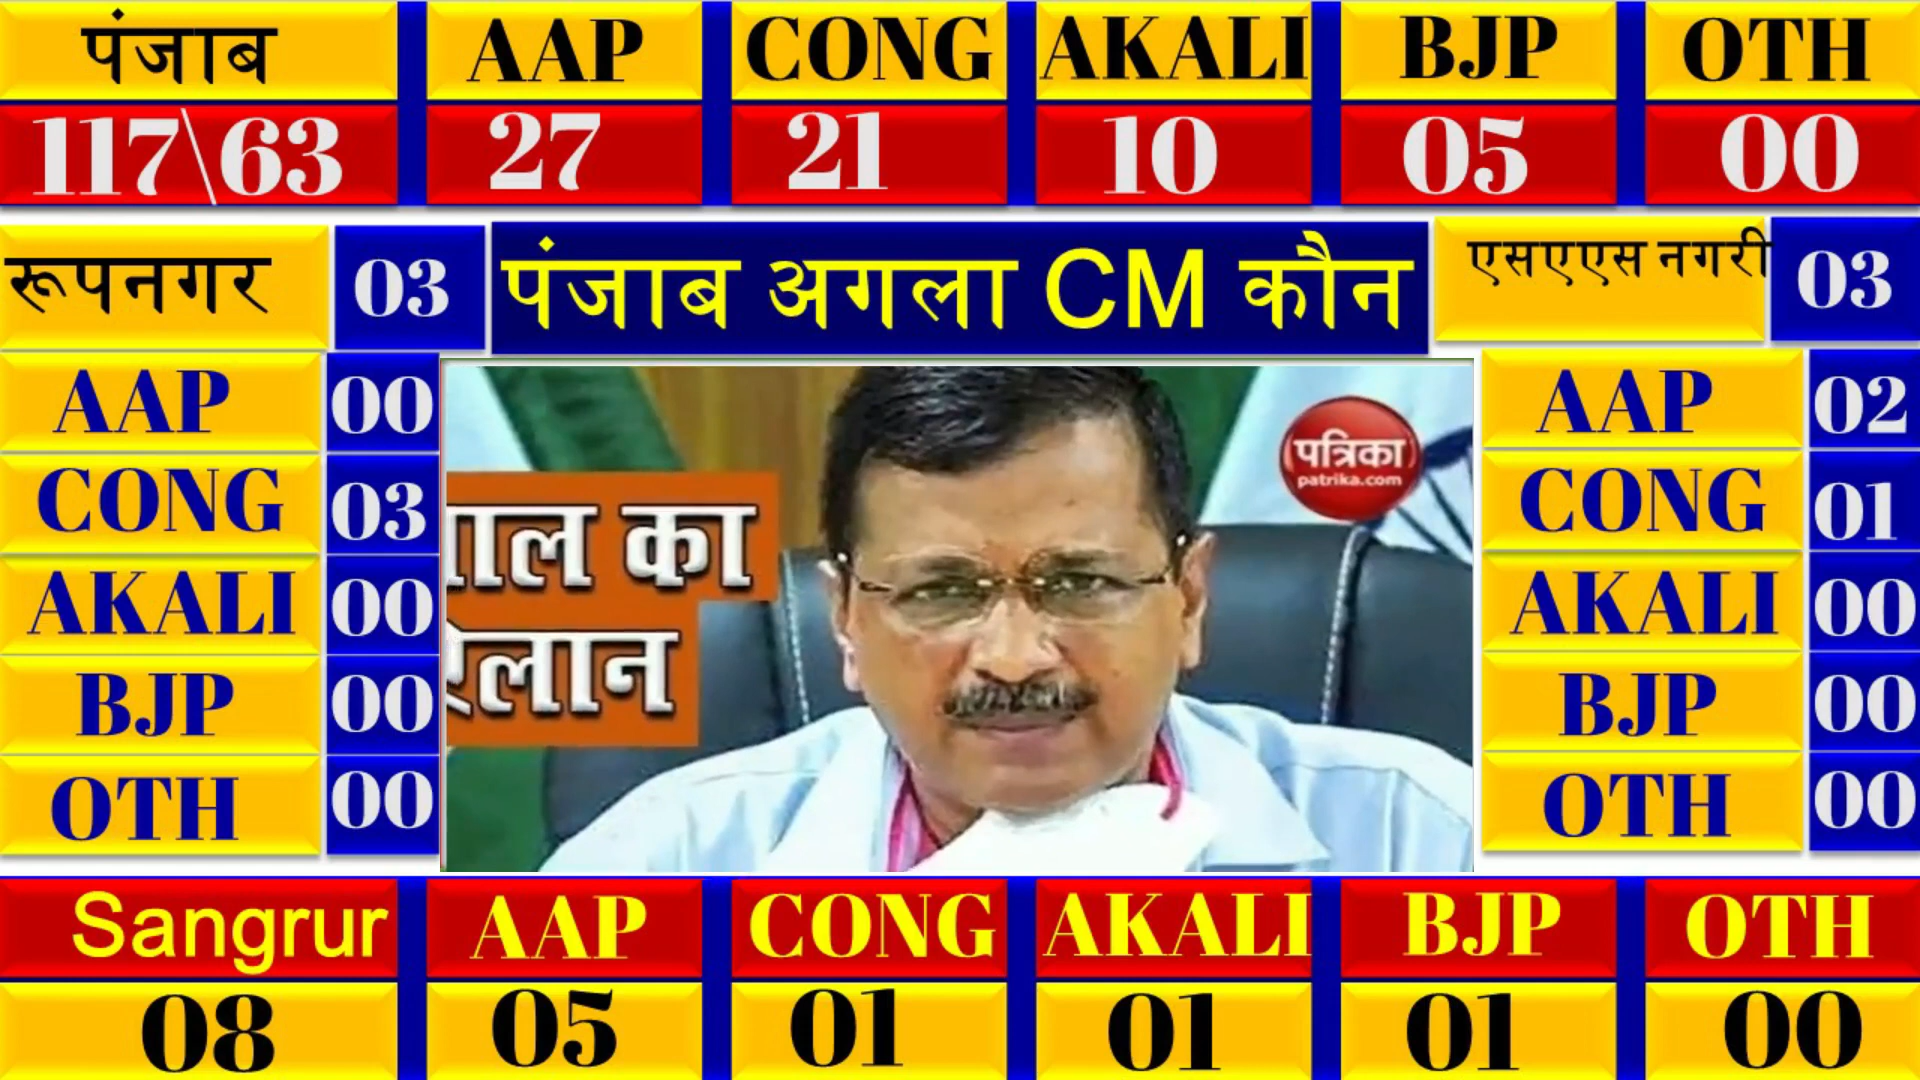 पंजाब AAP CONG AKALI BJP OTH
117\63 27 21 10 05 00
रूपनगर 03 पंजाब अगला CM कौन एसएएस नगरी 03
AAP 00 AAP 02
पत्रिका
patrika.com
CONG 03 CONG 01
का
AKALI 00 AKALI 00
BJP 00 BJP 00
OTH 00 OTH 00
Sangrur AAP CONG AKALI BJP OTH
08 05 01 01 01 00